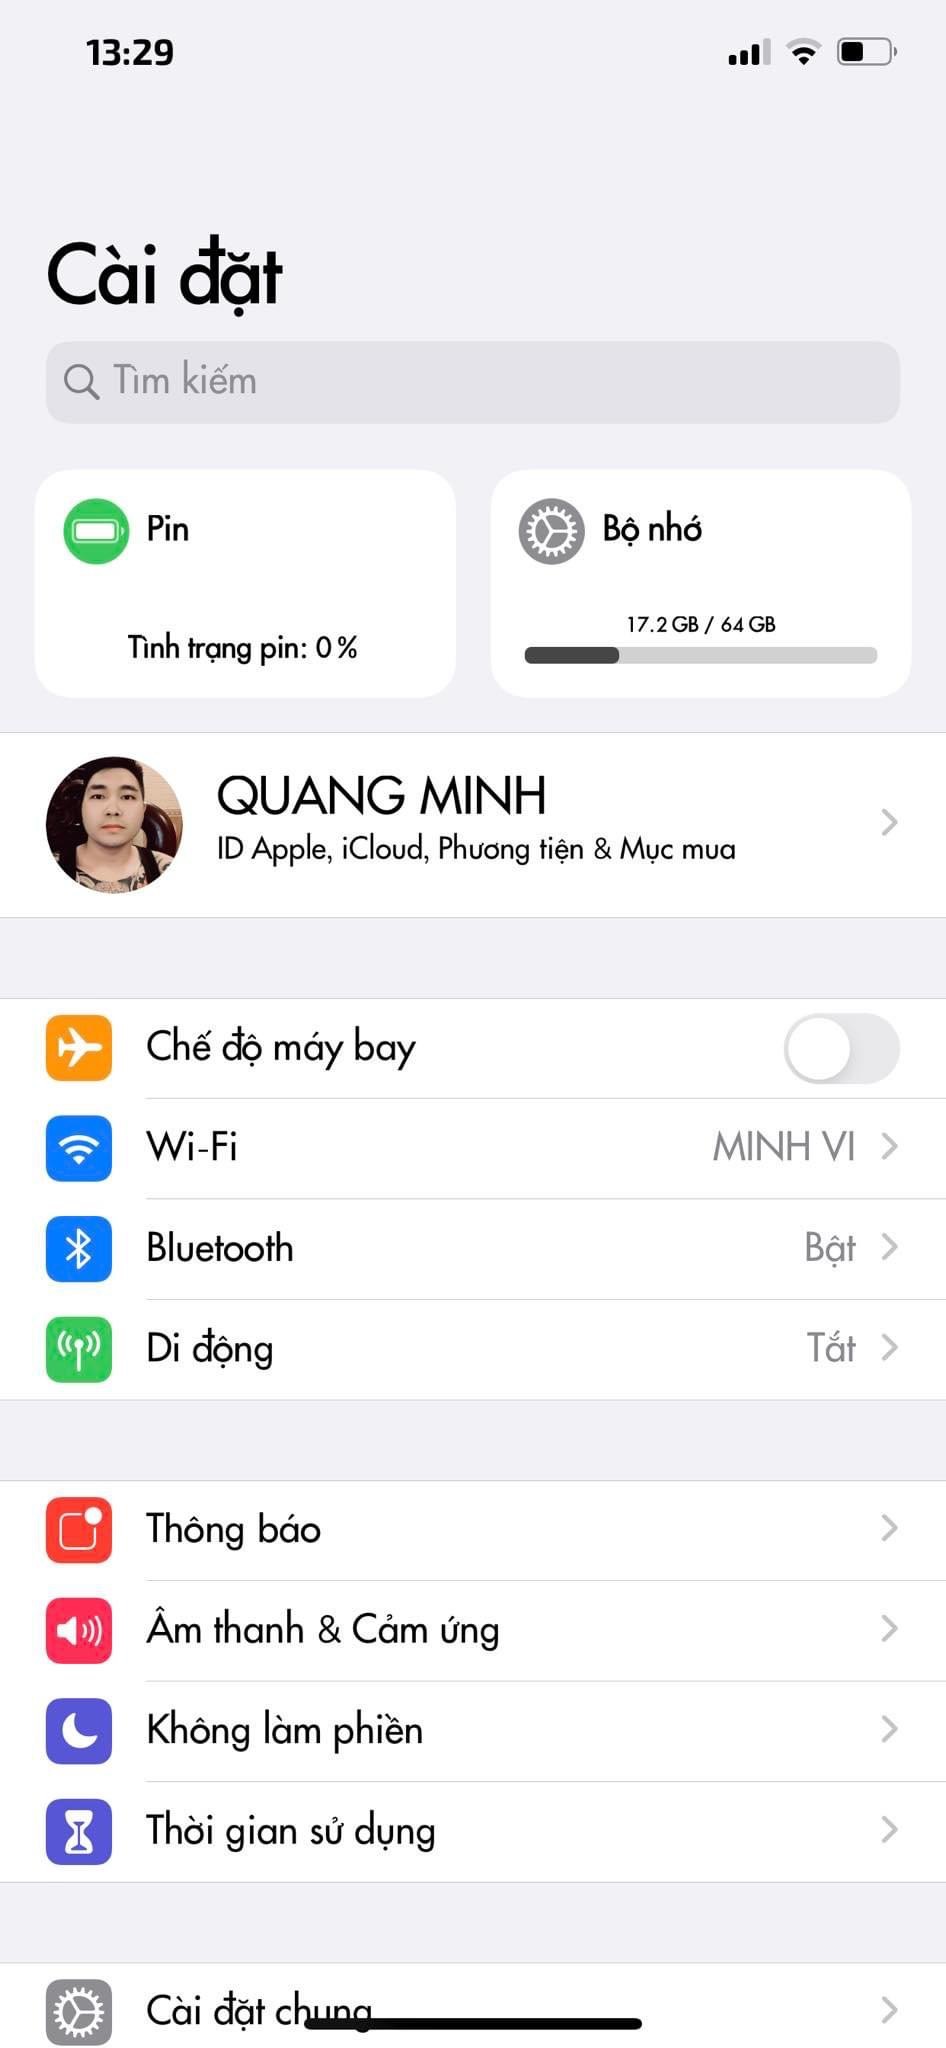 13:29
Cài đặt
Tìm kiếm
Pin
Tình trạng pin: 0 %
Bộ nhớ
17.2 GB / 64 GB
QUANG MINH
ID Apple, iCloud, Phương tiện & Mục mua
Chế độ máy bay
Wi-Fi MINH VI
Bluetooth Bật
Di động Tắt
Thông báo
Âm thanh & Cảm ứng
Không làm phiền
Thời gian sử dụng
Cài đặt chung